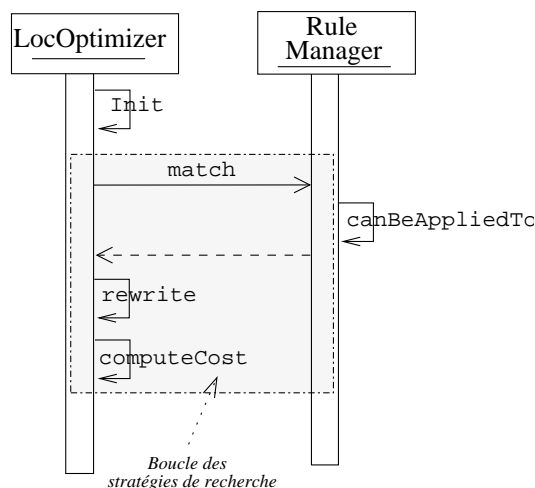 LocOptimizer
Rule
Manager
Init
match
canBeAppliedTo
rewrite
computeCost
Boucle des
stratégies de recherche